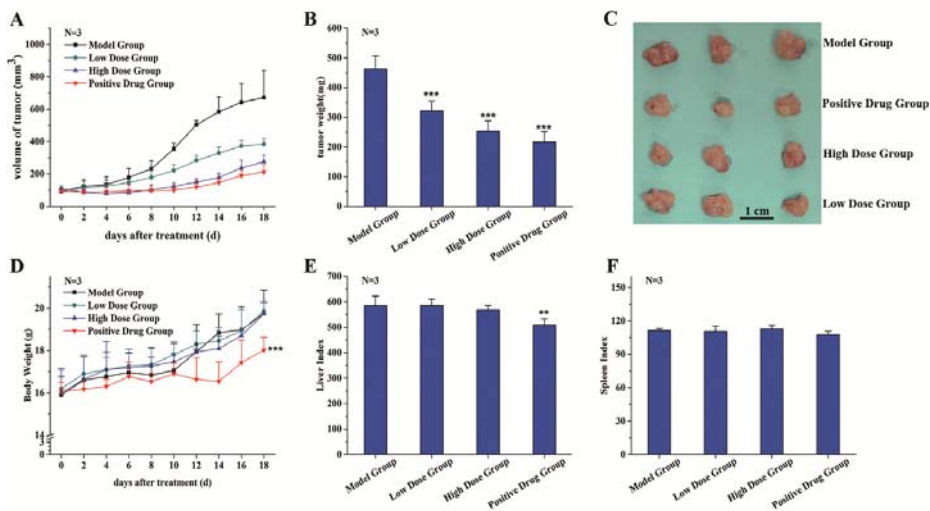 A
N=3
Model Group
Low Dose Group
High Dose Group
Positive Drug Group
volume of tumor (mm3)
1000
800
600
400
200
0
0 2 4 6 8 10 12 14 16 18
days after treatment (d)
B
N=3
tumor weight(mg)
600
500
400
300
200
100
0
***
***
***
Model Group
Low Dose Group
High Dose Group
Positive Drug Group
C
Model Group
Positive Drug Group
High Dose Group
Low Dose Group
1 cm
D
N=3
Model Group
Low Dose Group
High Dose Group
Positive Drug Group
Body Weight (g)
20
18
16
14
3
0
***
0 2 4 6 8 10 12 14 16 18
days after treatment (d)
E
N=3
Liver Index
700
600
500
400
300
200
100
0
**
Model Group
Low Dose Group
High Dose Group
Positive Drug Group
F
N=3
Spleen Index
150
120
90
60
30
0
Model Group
Low Dose Group
High Dose Group
Positive Drug Group